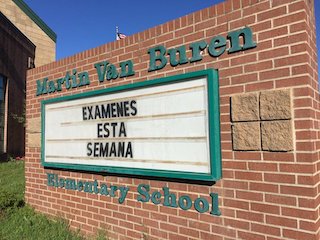 Martin Van Buren
EXAMENES
ESTA
SEMANA
Elementary School